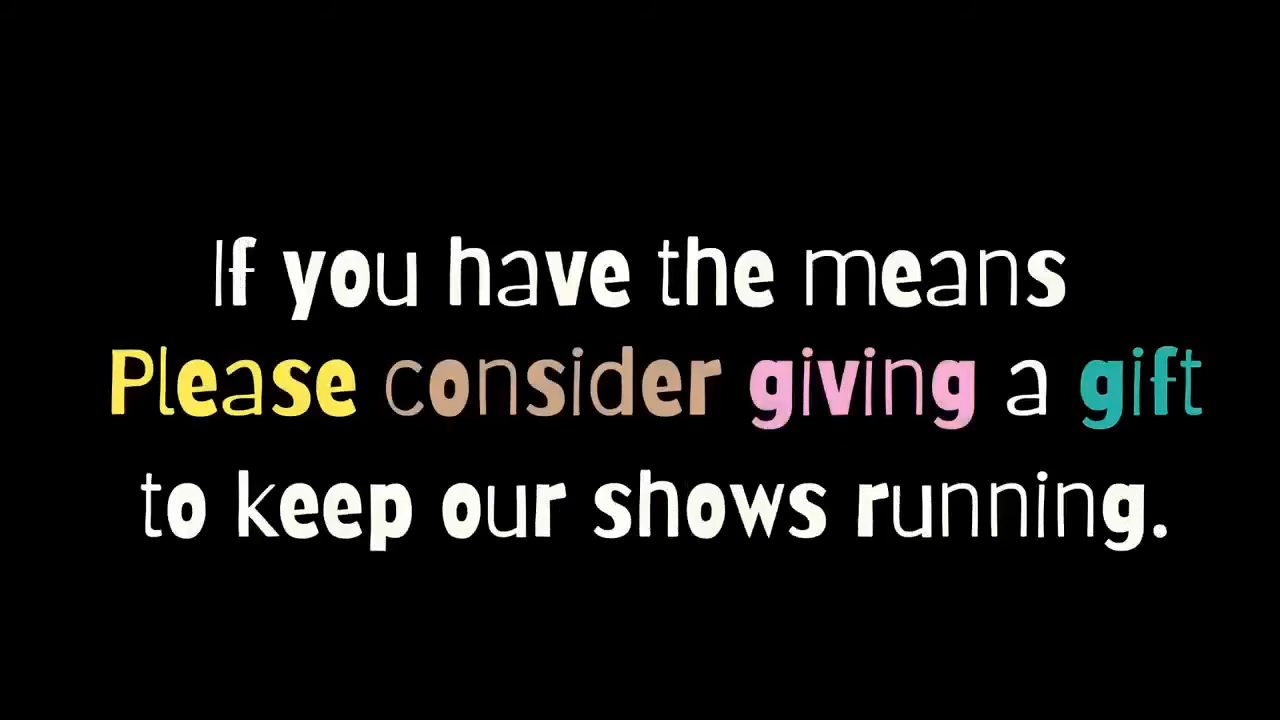 If you have the means
Please consider giving a gift
to keep our shows running.